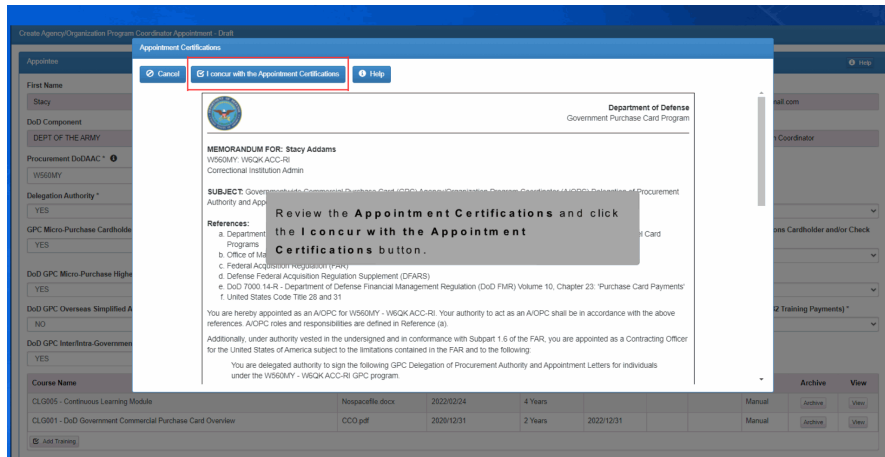 Create Agency/Organization Program Coordinator Appointment - Draft
Appointment Certifications
Appointee
Help
Cancel
I concur with the Appointment Certifications
Help
First Name
Stacy
mail.com
DoD Component
DEPT OF THE ARMY
Coordinator
Procurement DoDAAC *
W560MY
Delegation Authority *
YES
GPC Micro-Purchase Cardholde
ons Cardholder and/or Check
YES
DoD GPC Micro-Purchase Highe
YES
DoD GPC Overseas Simplified A
2 Training Payments) *
NO
DoD GPC Inter/Intra-Governmen
YES
Department of Defense
Government Purchase Card Program
MEMORANDUM FOR: Stacy Addams
W560MY: W6QK ACC-RI
Correctional Institution Admin
SUBJECT: Governmentwide Commercial Purchase Card (GPC) Agency/Organization Program Coordinator (A/OPC) Delegation of Procurement
Authority and Appo
References:
a. Department
el Card
Programs
b. Office of Ma
c. Federal Acquisition Regulation (FAR)
d. Defense Federal Acquisition Regulation Supplement (DFARS)
e. DoD 7000.14-R - Department of Defense Financial Management Regulation (DoD FMR) Volume 10, Chapter 23: 'Purchase Card Payments'
f. United States Code Title 28 and 31
You are hereby appointed as an A/OPC for W560MY - W6QK ACC-RI. Your authority to act as an A/OPC shall be in accordance with the above
references. A/OPC roles and responsibilities are defined in Reference (a).
Additionally, under authority vested in the undersigned and in conformance with Subpart 1.6 of the FAR, you are appointed as a Contracting Officer
for the United States of America subject to the limitations contained in the FAR and to the following:
You are delegated authority to sign the following GPC Delegation of Procurement Authority and Appointment Letters for individuals
under the W560MY - W6QK ACC-RI GPC program.
Review the Appointment Certifications and click
the I concur with the Appointment
Certifications button.
Course Name
Archive
View
CLG005 - Continuous Learning Module
Nospacefile.docx
2022/02/24
4 Years
Manual
Archive
View
CLG001 - DoD Government Commercial Purchase Card Overview
CCO.pdf
2020/12/31
2 Years
2022/12/31
Manual
Archive
View
Add Training